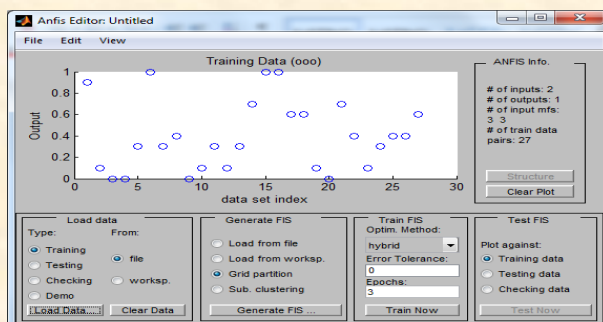 Anfis Editor: Untitled
File Edit View
Training Data (ooo)
Output
1
0.8
0.6
0.4
0.2
0
0 5 10 15 20 25 30
data set index
ANFIS Info.
# of inputs: 2
# of outputs: 1
# of input mfs:
3 3
# of train data
pairs: 27
Structure
Clear Plot
Load data
Type: From:
Training
Testing
Checking
Demo
file
worksp.
Load Data... Clear Data
Generate FIS
Load from file
Load from worksp.
Grid partition
Sub. clustering
Generate FIS ...
Train FIS
Optim. Method:
hybrid
Error Tolerance:
0
Epochs:
3
Train Now
Test FIS
Plot against:
Training data
Testing data
Checking data
Test Now